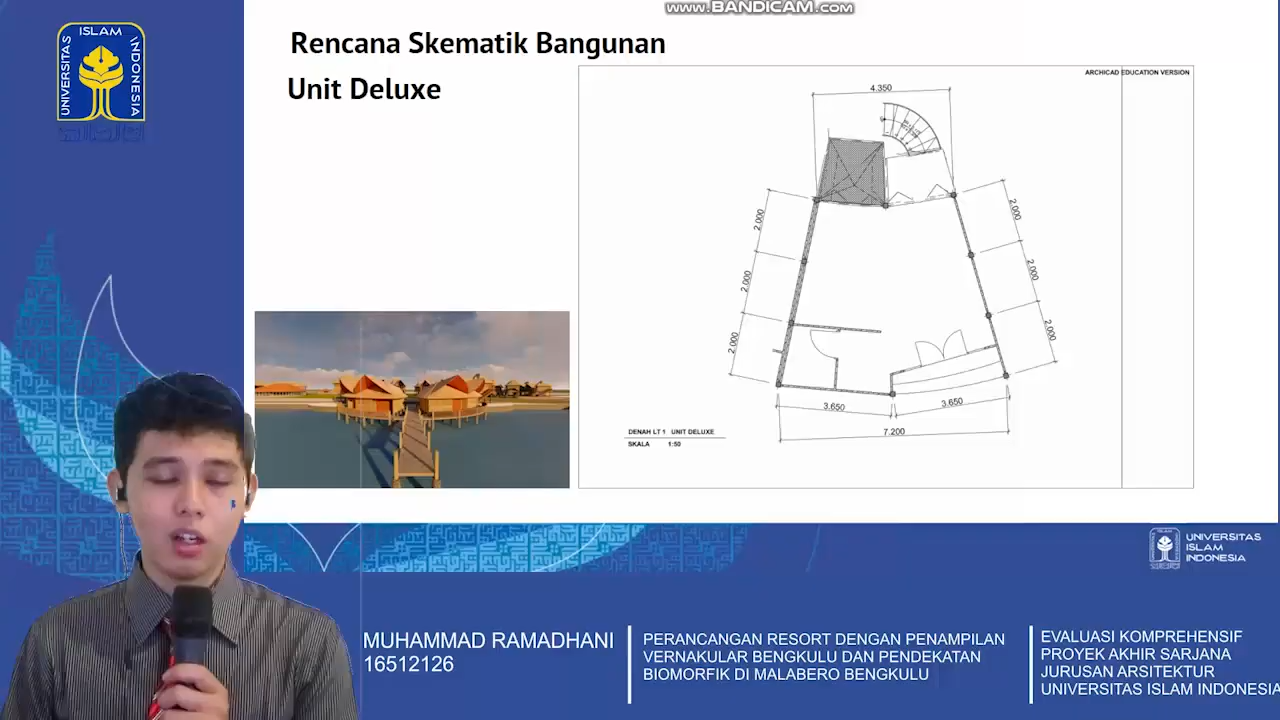 www.BANDICAM.com
UNIVERSITAS ISLAM INDONESIA
Rencana Skematik Bangunan
Unit Deluxe
ARCHICAD EDUCATION VERSION
4.350
2.000
2.000
2.000
2.000
2.000
2.000
3.650
3.650
7.200
DENAH LT 1 UNIT DELUXE
SKALA 1:50
UNIVERSITAS
ISLAM
INDONESIA
MUHAMMAD RAMADHANI
16512126
PERANCANGAN RESORT DENGAN PENAMPILAN
VERNAKULAR BENGKULU DAN PENDEKATAN
BIOMORFIK DI MALABERO BENGKULU
EVALUASI KOMPREHENSIF
PROYEK AKHIR SARJANA
JURUSAN ARSITEKTUR
UNIVERSITAS ISLAM INDONESIA